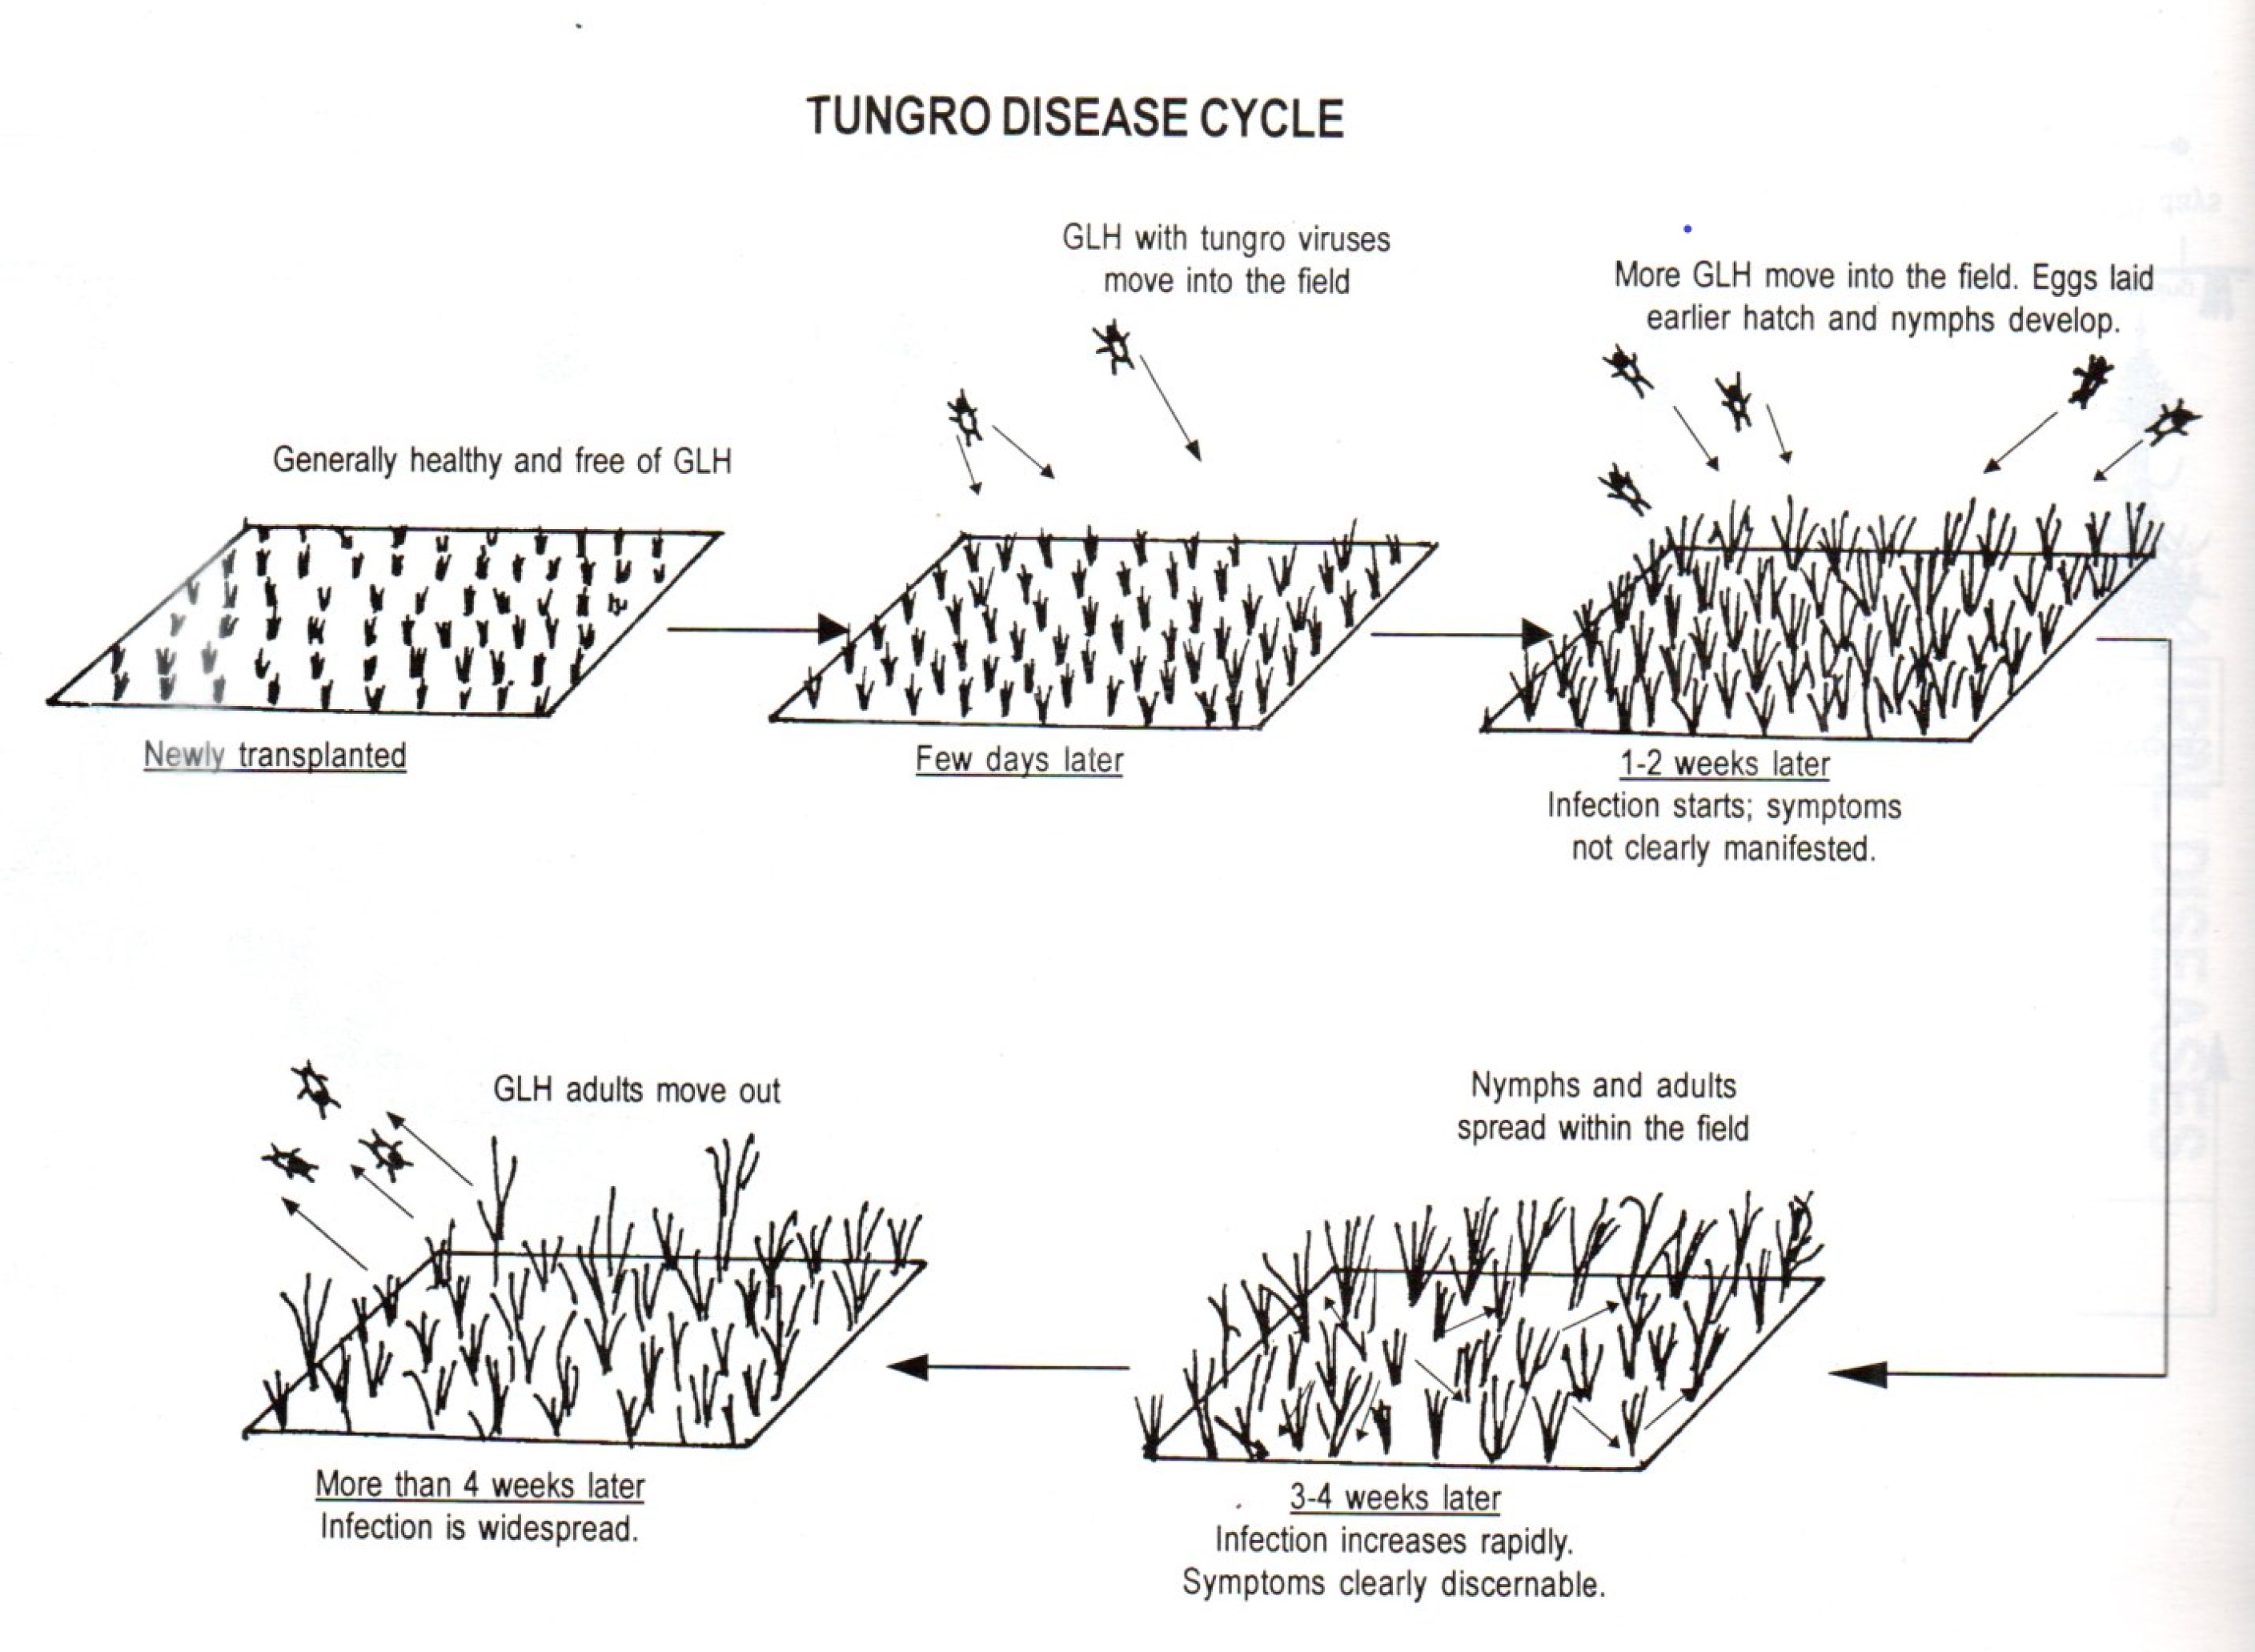 TUNGRO DISEASE CYCLE
GLH with tungro viruses
move into the field
More GLH move into the field. Eggs laid
earlier hatch and nymphs develop.
Generally healthy and free of GLH
Newly transplanted
Few days later
1-2 weeks later
Infection starts; symptoms
not clearly manifested.
GLH adults move out
Nymphs and adults
spread within the field
More than 4 weeks later
Infection is widespread.
3-4 weeks later
Infection increases rapidly.
Symptoms clearly discernable.